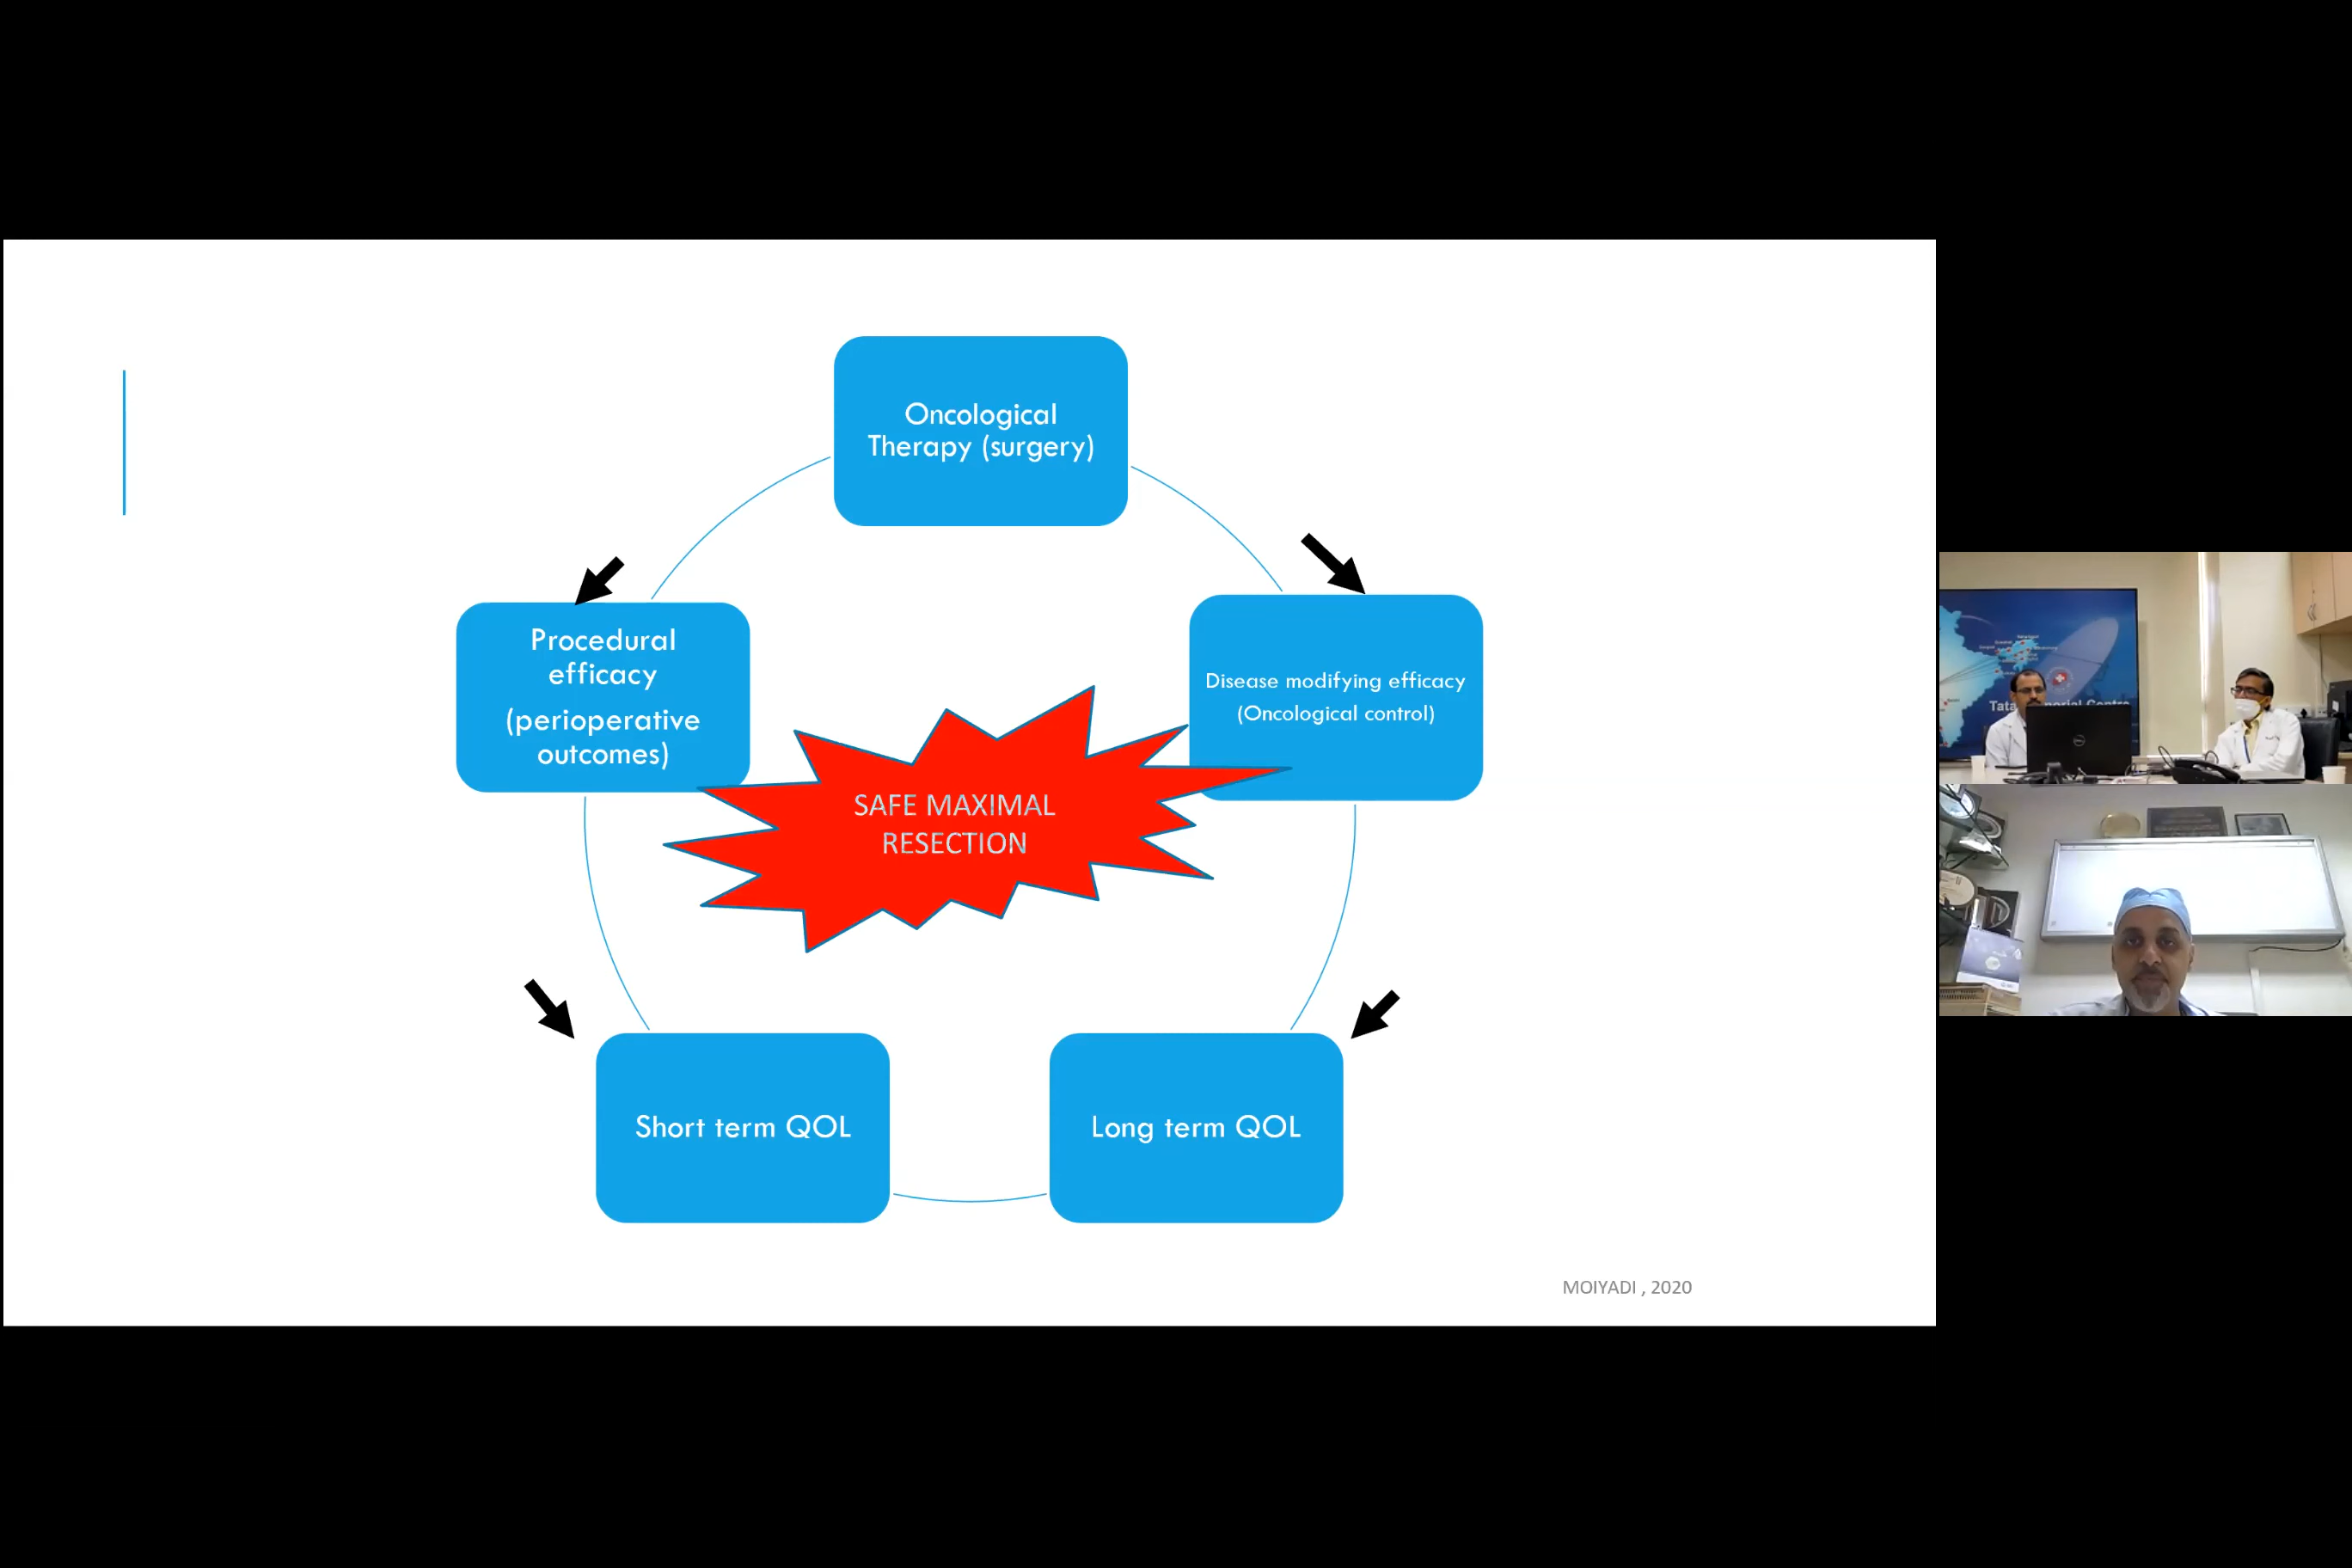 Oncological
Therapy (surgery)
Procedural
efficacy
(perioperative
outcomes)
Disease modifying efficacy
(Oncological control)
SAFE MAXIMAL
RESECTION
Short term QOL
Long term QOL
MOIYADI , 2020